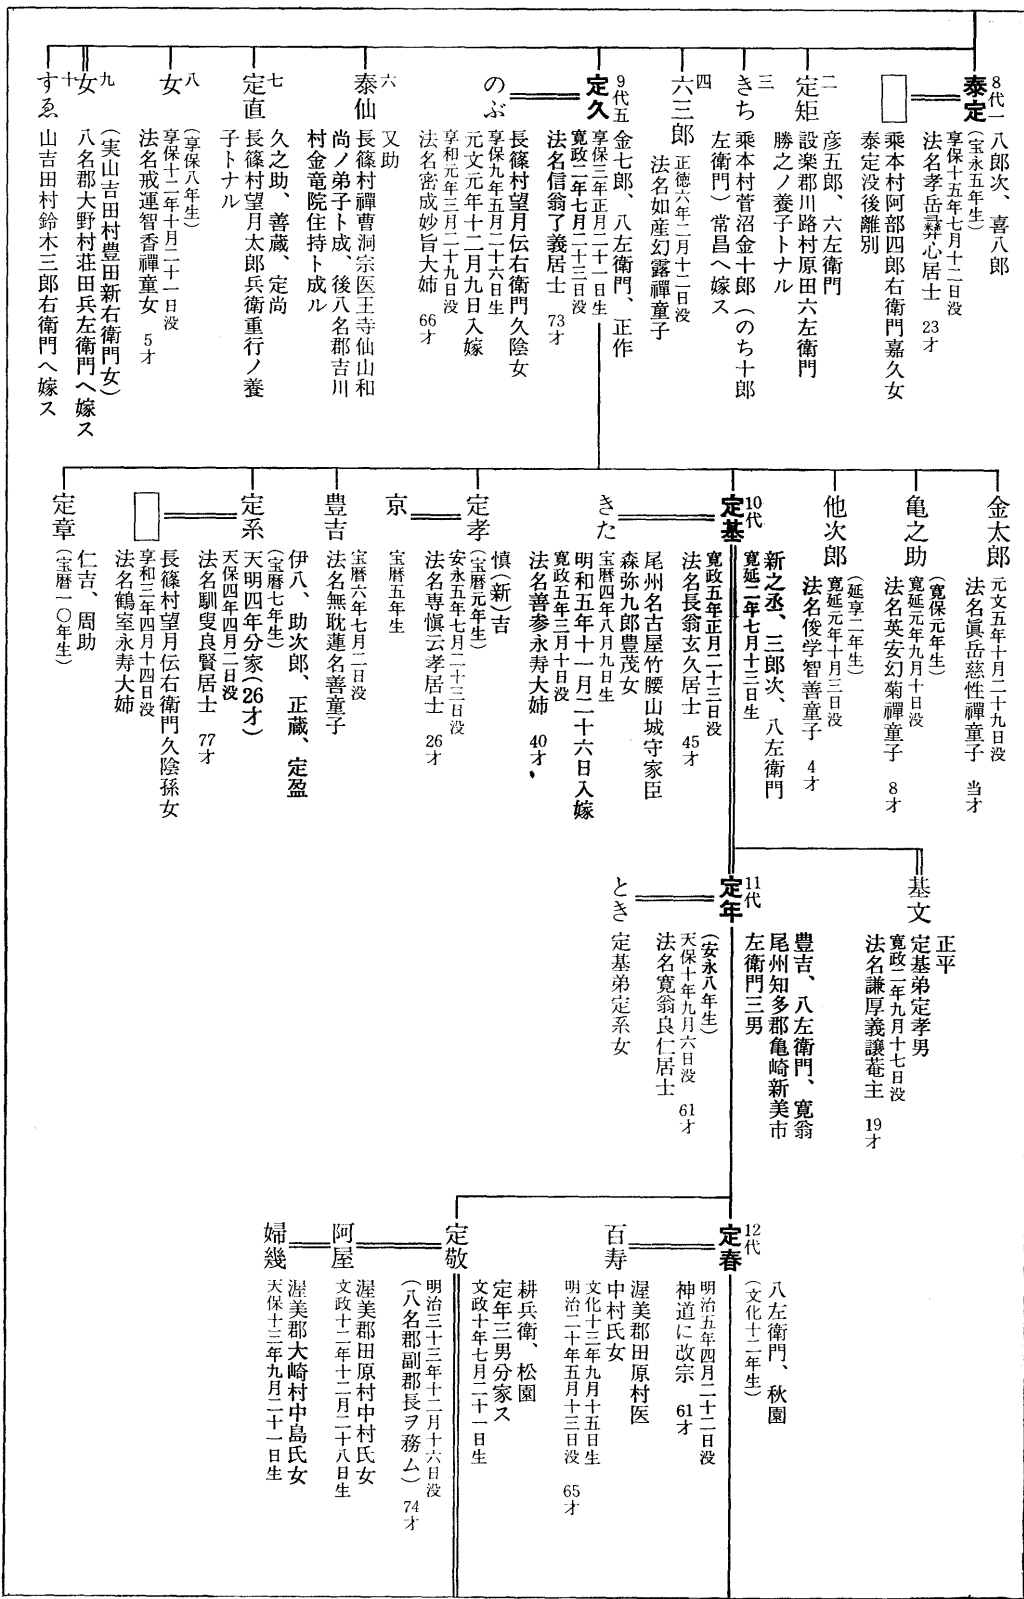 8代一
泰定
八郎次、喜八郎
(宝永五年生)
享保十五年七月十二日没
法名孝岳彛心居士 23才
乘本村阿部四郎右衛門嘉久女
泰定没後離別
二
定矩
彦五郎、六左衛門
設楽郡川路村原田六左衛門
勝之ノ養子トナル
三
きち
乘本村菅沼金十郎(のち十郎
左衛門)常昌へ嫁ス
四
六三郎
正徳六年二月十二日没
法名如産幻露禪童子
9代五
定久
金七郎、八左衛門、正作
享保三年正月二十一日生
寛政二年七月二十三日没
法名信翁了義居士 73才
のぶ
長篠村望月伝右衛門久陰女
享保九年五月二十六日生
元文元年十二月九日入嫁
享和元年三月二十九日没
法名密成妙旨大姉 66才
六
泰仙
又助
長篠村禪曹洞宗医王寺仙山和
尚ノ弟子ト成、後八名郡吉川
村金竜院住持ト成ル
七
定直
久之助、善蔵、定尚
長篠村望月太郎兵衛重行ノ養
子トナル
八
女
(享保八年生)
享保十二年十月二十一日没
法名戒運智香禪童女 5才
九
女
(実山吉田村豊田新右衛門女)
八名郡大野村荘田兵左衛門へ嫁ス
十
すゑ
山吉田村鈴木三郎右衛門へ嫁ス
金太郎
元文五年十月二十九日没
法名眞岳慈性禪童子 当才
亀之助
(寛保元年生)
寛延元年九月十日没
法名英安幻菊禪童子 8才
他次郎
(延享二年生)
寛延元年十月三日没
法名俊学智善童子 4才
10代
定基
新之丞、三郎次、八左衛門
寛延二年七月十三日生
寛政五年正月二十三日没
法名長翁玄久居士 45才
きた
尾州名古屋竹腰山城守家臣
森弥九郎豊茂女
宝暦四年八月九日生
明和五年十一月二十六日入嫁
寛政五年三月十日没
法名善参永寿大姉 40才
定孝
慎(新)吉
(宝暦元年生)
安永五年七月二十三日没
法名専愼云孝居士 26才
京
宝暦五年生
豊吉
宝暦六年七月二日没
法名無耽蓮名善童子
定系
伊八、助次郎、正蔵、定盈
(宝暦七年生)
天明四年分家(26才)
天保四年四月二日没
法名馴叟良賢居士 77才
長篠村望月伝右衛門久陰孫女
享和三年四月十四日没
法名鶴室永寿大姉
定章
仁吉、周助
(宝暦一〇年生)
基文
正平
定基弟定孝男
寛政二年九月十七日没
法名謙厚義譲菴主 19才
11代
定年
豊吉、八左衛門、寛翁
尾州知多郡亀崎新美市
左衛門三男
(安永八年生)
天保十年九月六日没 61才
法名寛翁良仁居士
とき
定基弟定系女
12代
定春
八左衛門、秋園
(文化十二年生)
明治五年四月二十二日没
神道に改宗 61才
百寿
渥美郡田原村医
中村氏女
文化十三年九月十五日生
明治二十年五月十三日没 65才
定敬
耕兵衛、松園
定年三男分家ス
文政十年七月二十一日生
明治三十三年十二月十六日没
(八名郡副郡長ヲ務ム) 74才
阿屋
渥美郡田原村中村氏女
文政十二年十二月二十八日生
婦幾
渥美郡大崎村中島氏女
天保十三年九月二十一日生